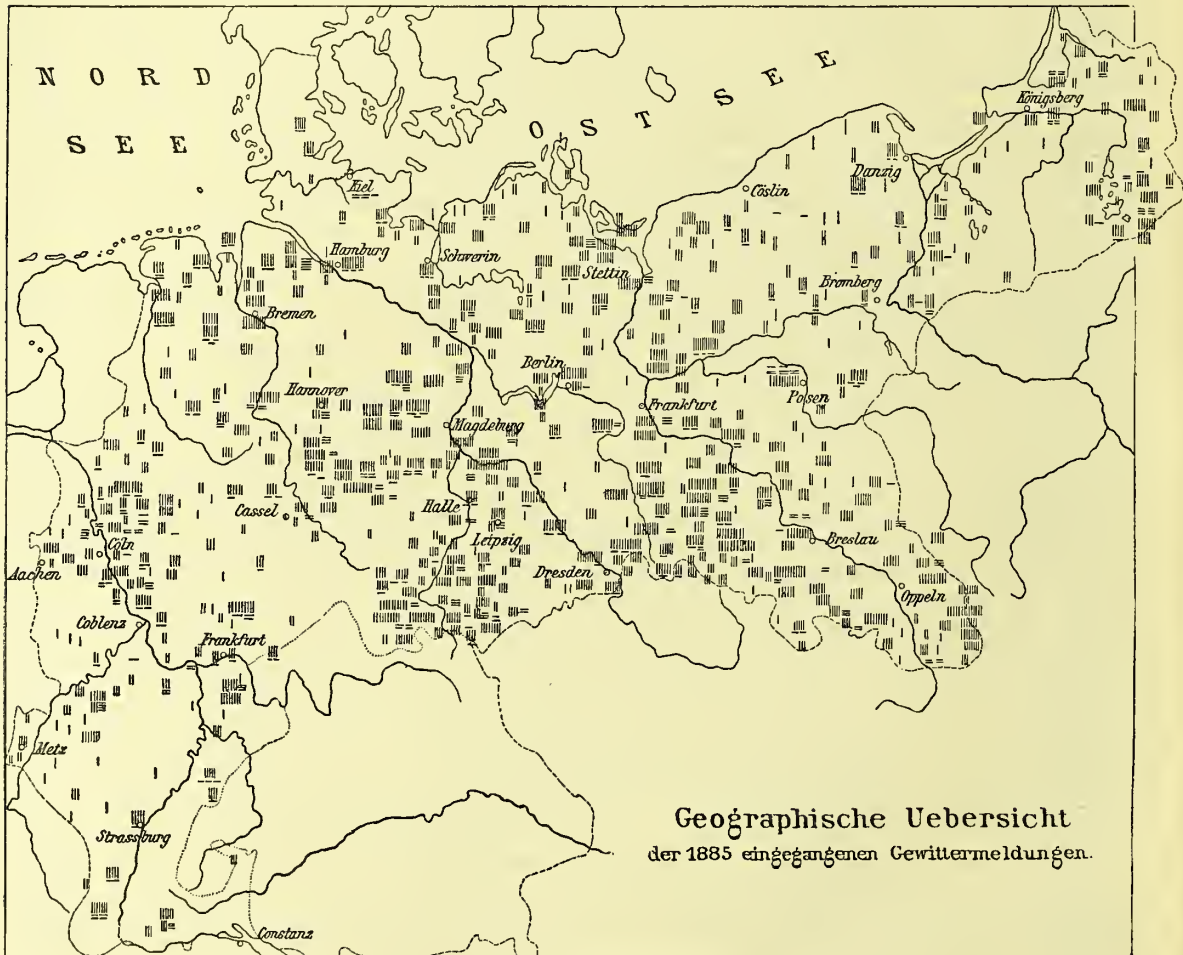 NORD
SEE
OSTSEE
Königsberg
Kiel
Danzig
Cöslin
Hamburg
Schwerin
Stettin
Bromberg
Bremen
Berlin
Hannover
Posen
Frankfurt
Magdeburg
Cassel
Halle
Leipzig
Breslau
Cöln
Aachen
Dresden
Oppeln
Coblenz
Frankfurt
Metz
Strassburg
Constanz
Geographische Uebersicht
der 1885 eingegangenen Gewittermeldungen.